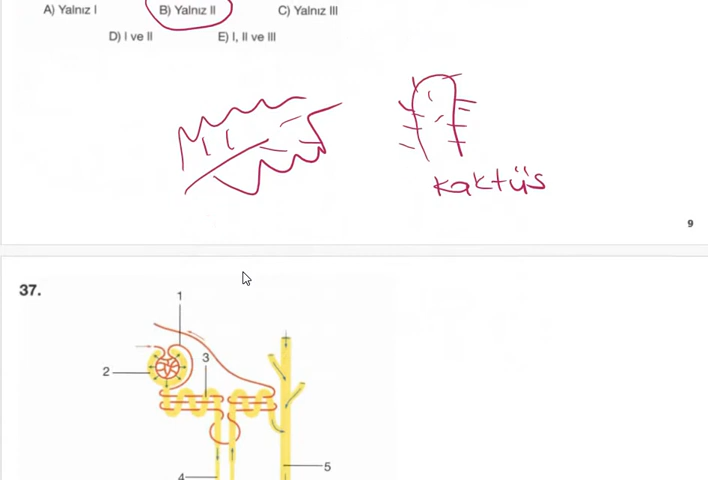 A) Yalnız I B) Yalnız II C) Yalnız III
D) I ve II E) I, II ve III
kaktüs
9
37.
1
3
2
5
4